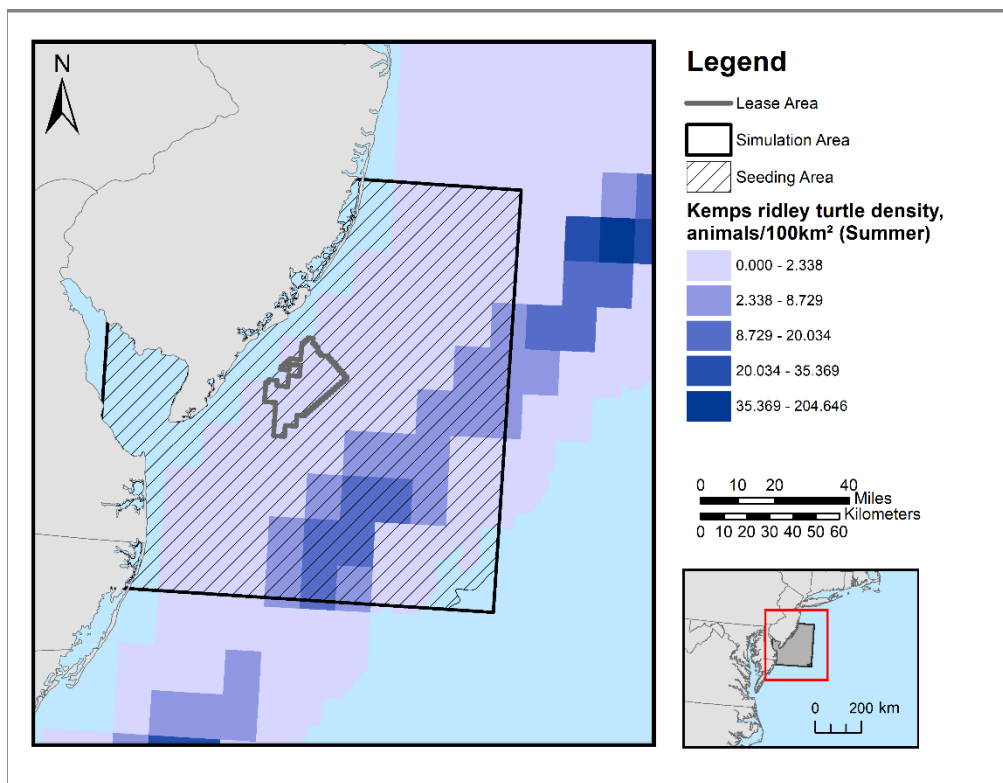 N
Legend
Lease Area
Simulation Area
Seeding Area
Kemps ridley turtle density,
animals/100km² (Summer)
0.000 - 2.338
2.338 - 8.729
8.729 - 20.034
20.034 - 35.369
35.369 - 204.646
0 10 20 40
Miles
Kilometers
0 10 20 30 40 50 60
0 200 km